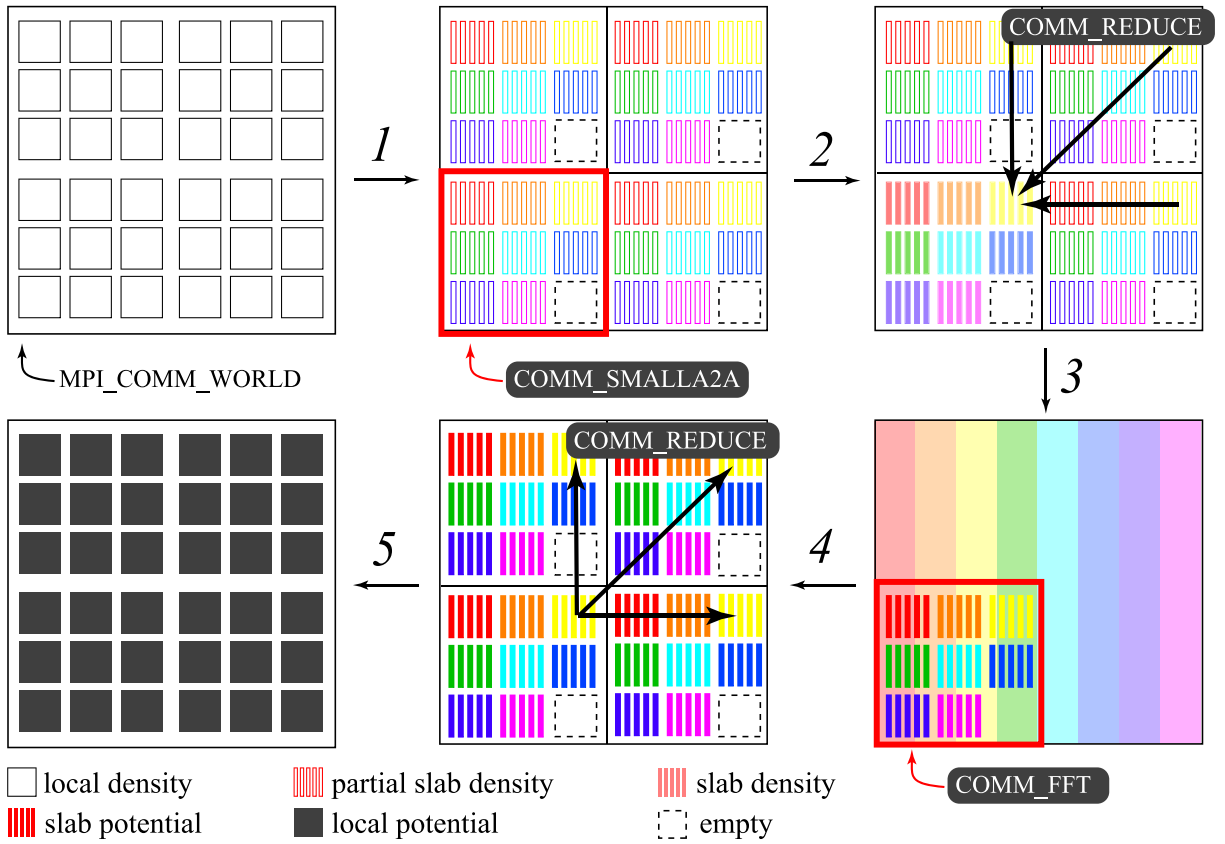 COMM_REDUCE
1
2
MPI_COMM_WORLD
COMM_SMALLA2A
3
COMM_REDUCE
5
4
COMM_FFT
local density
partial slab density
slab density
slab potential
local potential
empty